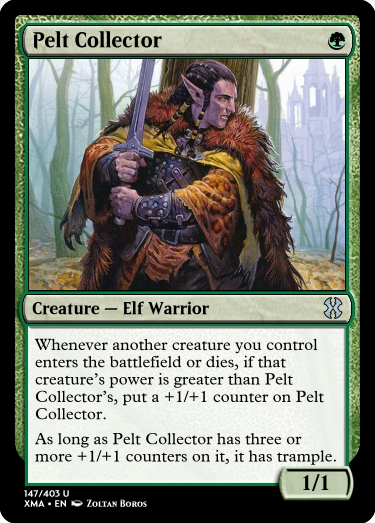 Pelt Collector
Creature — Elf Warrior
Whenever another creature you control
enters the battlefield or dies, if that
creature's power is greater than Pelt
Collector's, put a +1/+1 counter on Pelt
Collector.
As long as Pelt Collector has three or
more +1/+1 counters on it, it has trample.
1/1
147/403 U
XMA • EN Zoltan Boros